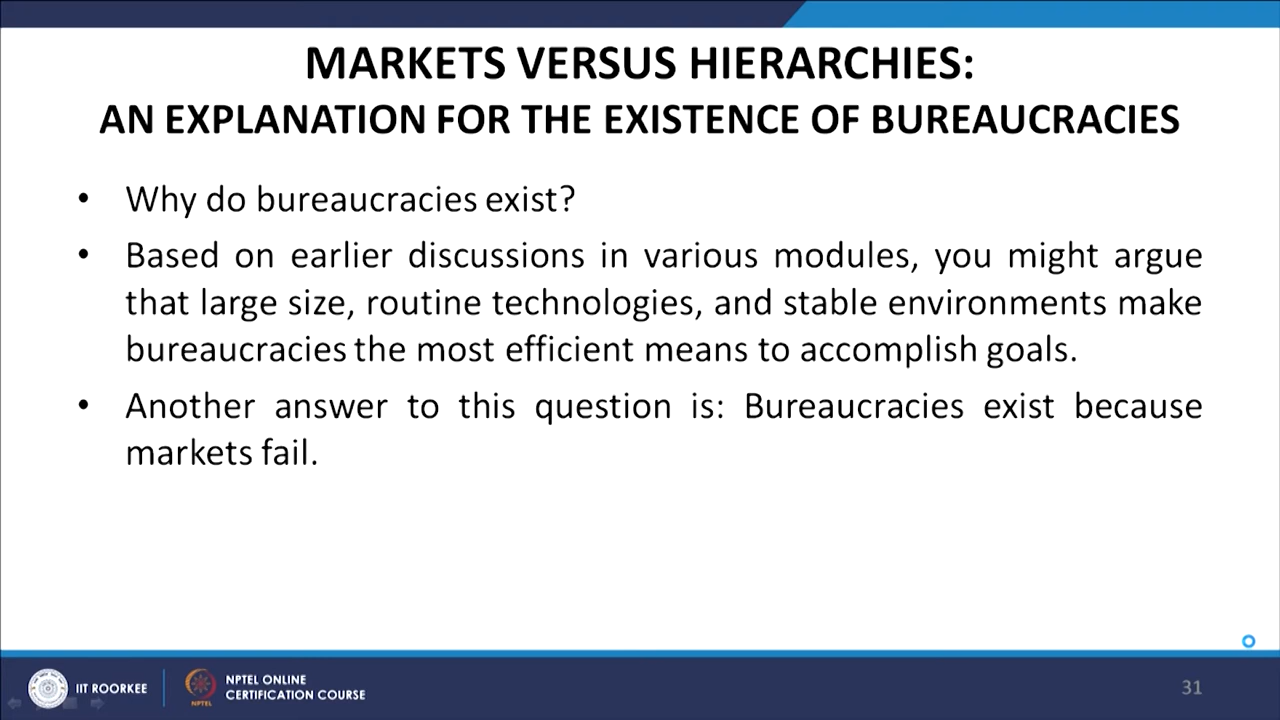 MARKETS VERSUS HIERARCHIES:
AN EXPLANATION FOR THE EXISTENCE OF BUREAUCRACIES
• Why do bureaucracies exist?
• Based on earlier discussions in various modules, you might argue
that large size, routine technologies, and stable environments make
bureaucracies the most efficient means to accomplish goals.
• Another answer to this question is: Bureaucracies exist because
markets fail.
IIT ROORKEE
NPTEL
NPTEL ONLINE
CERTIFICATION COURSE
31